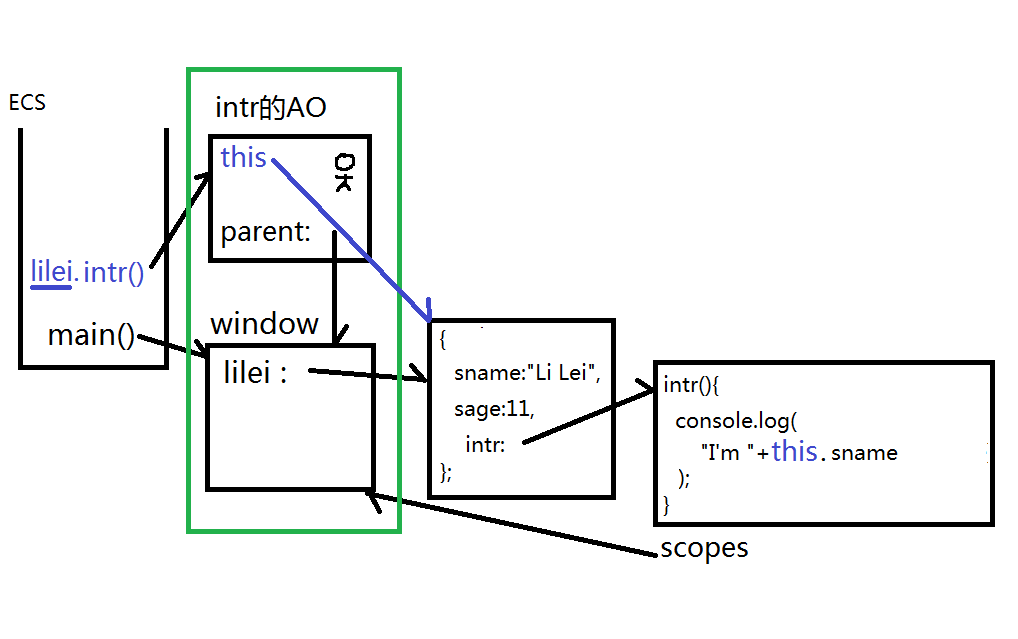 ECS
intr的AO
this
OK
parent:
lilei.intr()
main()
window
lilei :
{
sname:"Li Lei",
sage:11,
intr:
};
intr(){
console.log(
"I'm "+this.sname
);
}
scopes